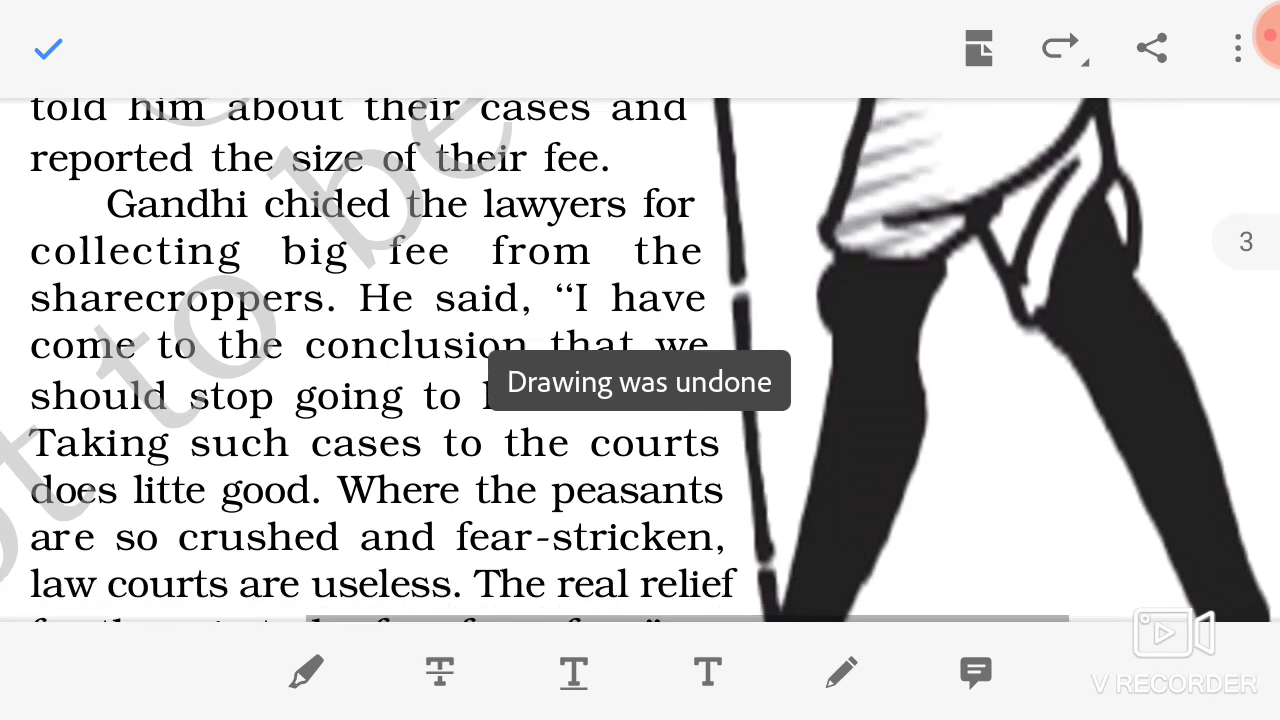 told him about their cases and
reported the size of their fee.
Gandhi chided the lawyers for
collecting big fee from the
sharecroppers. He said, “I have
come to the conclusion that we
should stop going to
Taking such cases to the courts
does litte good. Where the peasants
are so crushed and fear-stricken,
law courts are useless. The real relief
Drawing was undone
3
not to be
V RECORDER